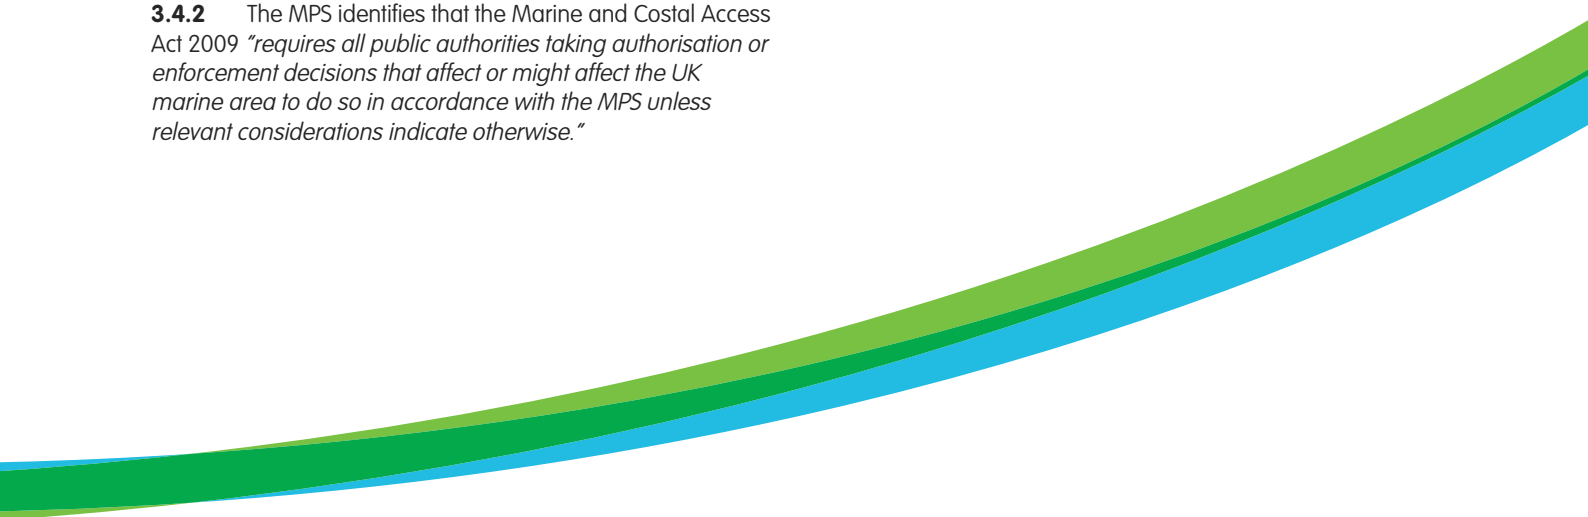 3.4.2 The MPS identifies that the Marine and Costal Access
Act 2009 "requires all public authorities taking authorisation or
enforcement decisions that affect or might affect the UK
marine area to do so in accordance with the MPS unless
relevant considerations indicate otherwise."